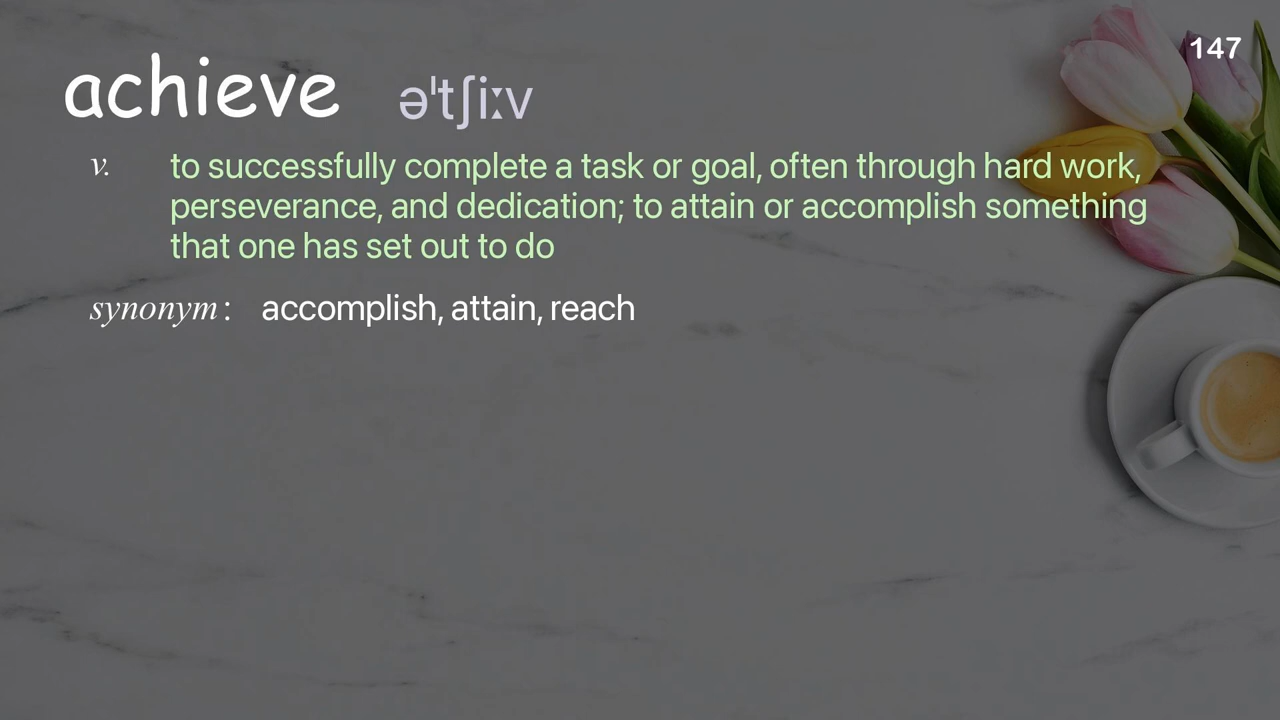 147
achieve əˈtʃiːv
v. to successfully complete a task or goal, often through hard work,
perseverance, and dedication; to attain or accomplish something
that one has set out to do
synonym: accomplish, attain, reach